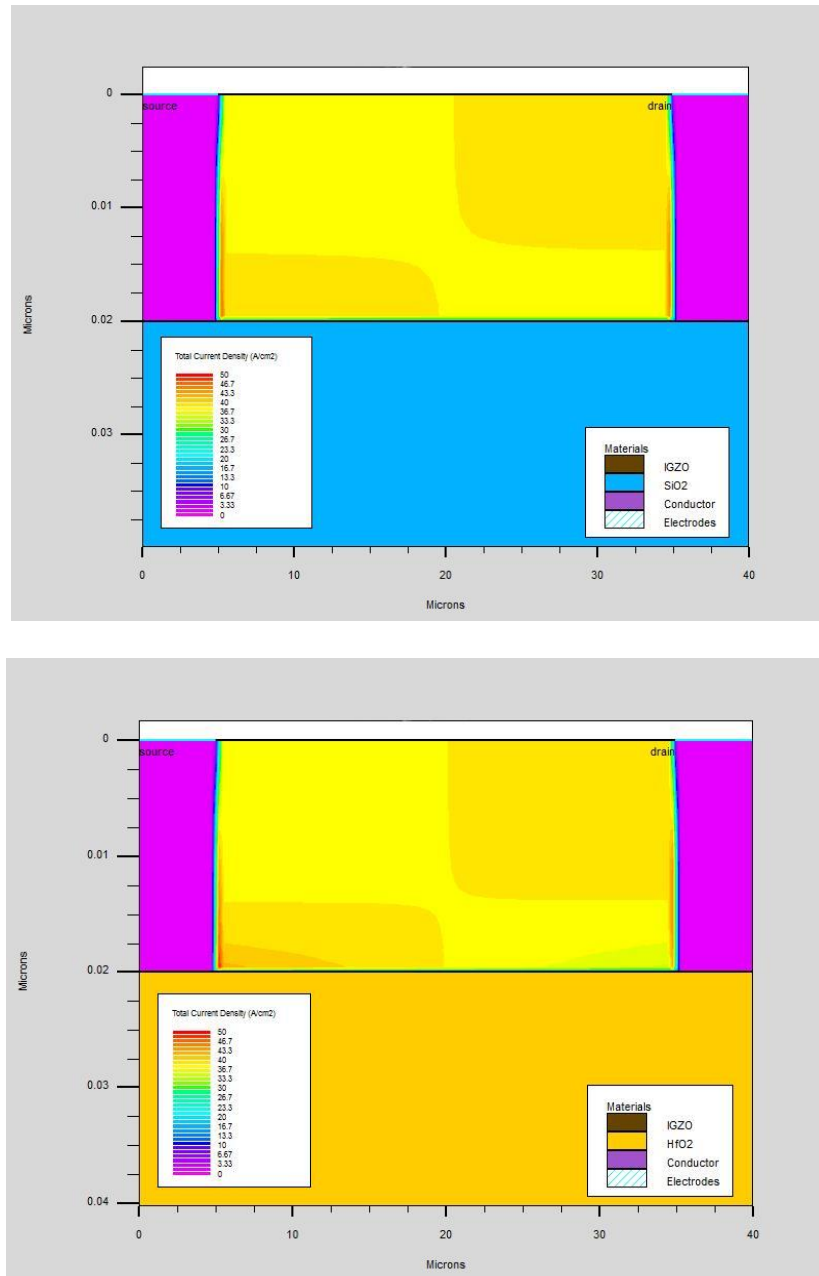 0
source
drain
0.01
Microns
0.02
Total Current Density (A/cm2)
50
46.7
43.3
40
36.7
33.3
30
26.7
23.3
20
16.7
13.3
10
6.67
3.33
0
0.03
Materials
IGZO
SiO2
Conductor
Electrodes
0 10 20 30 40
Microns
0
source
drain
0.01
Microns
0.02
Total Current Density (A/cm2)
50
46.7
43.3
40
36.7
33.3
30
26.7
23.3
20
16.7
13.3
10
6.67
3.33
0
0.03
Materials
IGZO
HfO2
Conductor
Electrodes
0.04
0 10 20 30 40
Microns